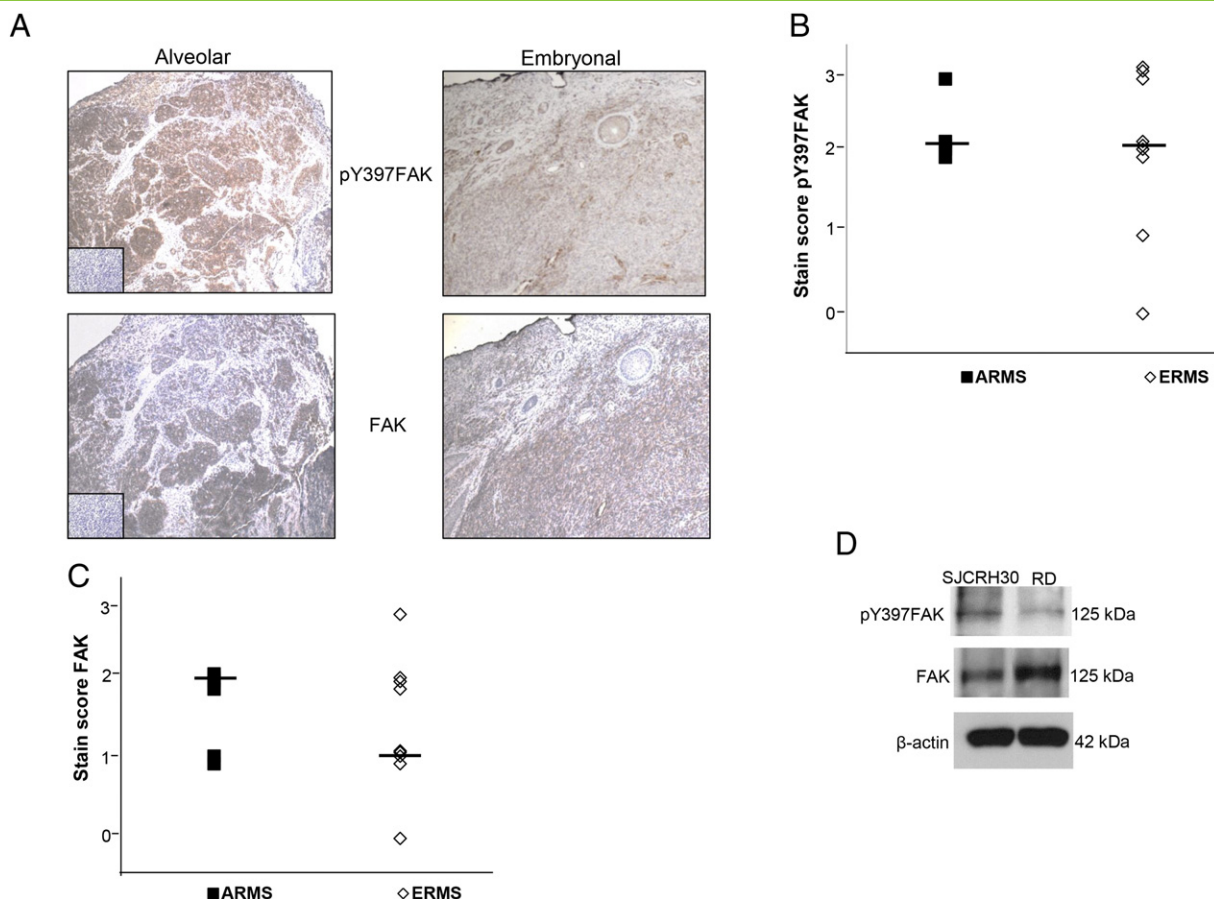 A
Alveolar
Embryonal
pY397FAK
FAK
B
Stain score pY397FAK
3
2
1
0
ARMS
ERMS
C
Stain score FAK
3
2
1
0
ARMS
ERMS
D
SJCRH30 RD
pY397FAK 125 kDa
FAK 125 kDa
β-actin 42 kDa